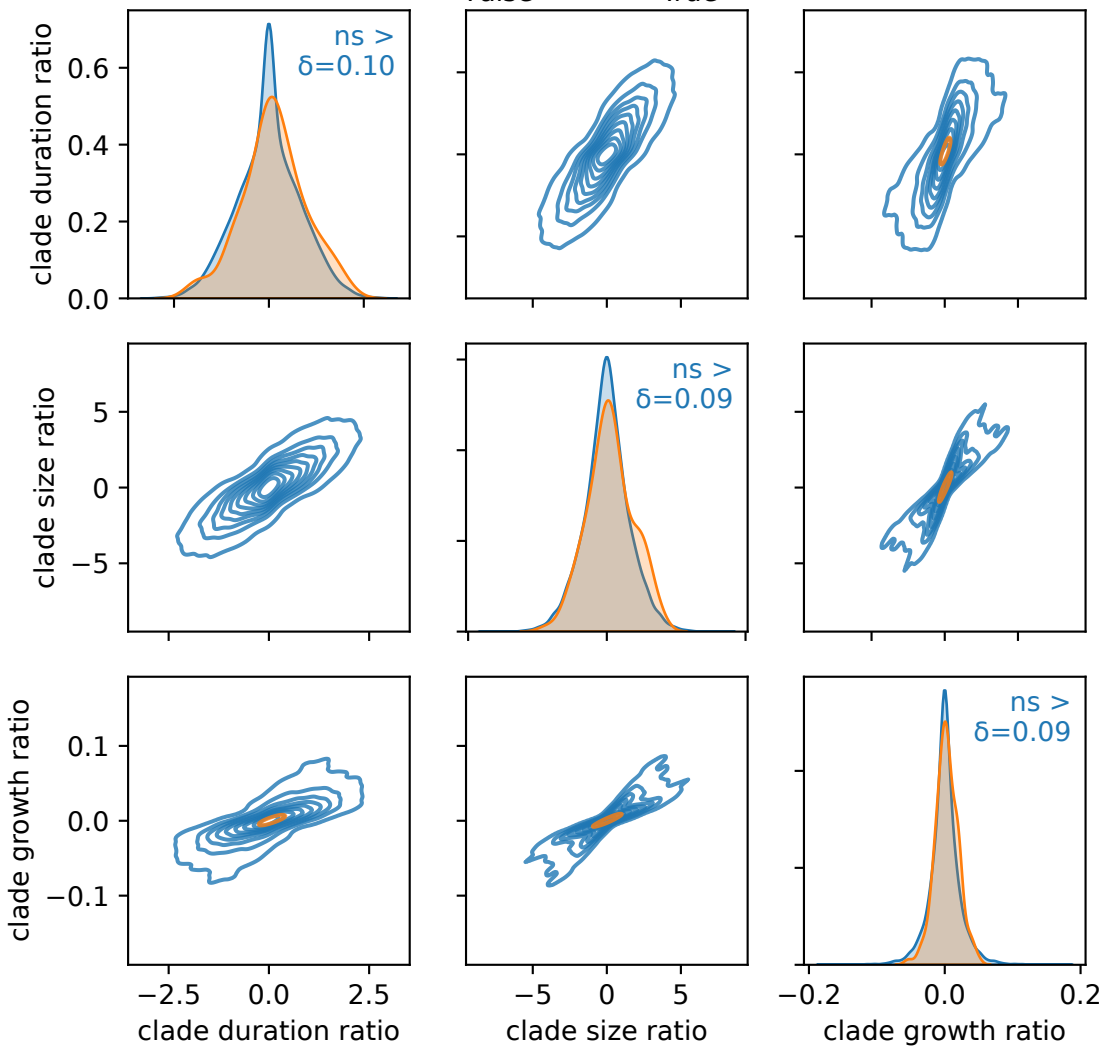 clade duration ratio
0.6
0.4
0.2
0.0
ns >
δ=0.10
clade size ratio
5
0
−5
ns >
δ=0.09
clade growth ratio
0.1
0.0
−0.1
ns >
δ=0.09
−2.5 0.0 2.5
−5 0 5
−0.2 0.0 0.2
clade duration ratio
clade size ratio
clade growth ratio